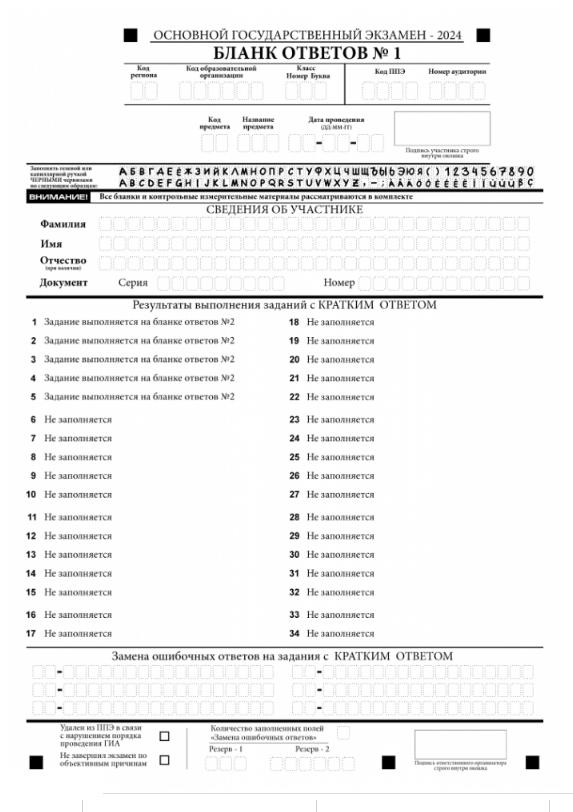 ОСНОВНОЙ ГОСУДАРСТВЕННЫЙ ЭКЗАМЕН - 2024
БЛАНК ОТВЕТОВ № 1
Код региона
Код образовательной организации
Класс
Номер Буква
Код ППЭ
Номер аудитории
Код предмета
Название предмета
Дата проведения
(ДД-ММ-ГГ)
Подпись участника строго
внутри окошка
Заполнять гелевой или
капиллярной ручкой
ЧЕРНЫМИ чернилами
по следующим образцам:
АБВГДЕЁЖЗИЙКЛМНОПРСТУФХЦЧШЩЪЫЬЭЮЯ()1234567890
ВНИМАНИЕ!
Все бланки и контрольные измерительные материалы рассматриваются в комплекте
СВЕДЕНИЯ ОБ УЧАСТНИКЕ
Фамилия
Имя
Отчество
(при наличии)
Документ Серия Номер
Результаты выполнения заданий с КРАТКИМ ОТВЕТОМ
1 Задание выполняется на бланке ответов №2
2 Задание выполняется на бланке ответов №2
3 Задание выполняется на бланке ответов №2
4 Задание выполняется на бланке ответов №2
5 Задание выполняется на бланке ответов №2
6 Не заполняется
7 Не заполняется
8 Не заполняется
9 Не заполняется
10 Не заполняется
11 Не заполняется
12 Не заполняется
13 Не заполняется
14 Не заполняется
15 Не заполняется
16 Не заполняется
17 Не заполняется
18 Не заполняется
19 Не заполняется
20 Не заполняется
21 Не заполняется
22 Не заполняется
23 Не заполняется
24 Не заполняется
25 Не заполняется
26 Не заполняется
27 Не заполняется
28 Не заполняется
29 Не заполняется
30 Не заполняется
31 Не заполняется
32 Не заполняется
33 Не заполняется
34 Не заполняется
Замена ошибочных ответов на задания с КРАТКИМ ОТВЕТОМ
Удален из ППЭ в связи
с нарушением порядка
проведения ГИА
Не завершил экзамен по
объективным причинам
Количество заполненных полей
«Замена ошибочных ответов»
Резерв - 1
Резерв - 2
Подпись ответственного организатора
строго внутри окошка